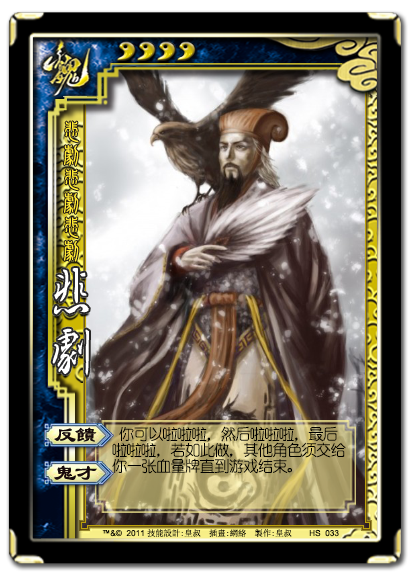 魏
悲劇悲劇悲劇
悲劇
反饋
鬼才
你可以啦啦啦，然后啦啦啦，最后
啦啦啦，若如此做，其他角色须交给
你一张血量牌直到游戏结束。
™&© 2011 技能設計:皇叔 插畫:網絡 製作:皇叔 HS 033